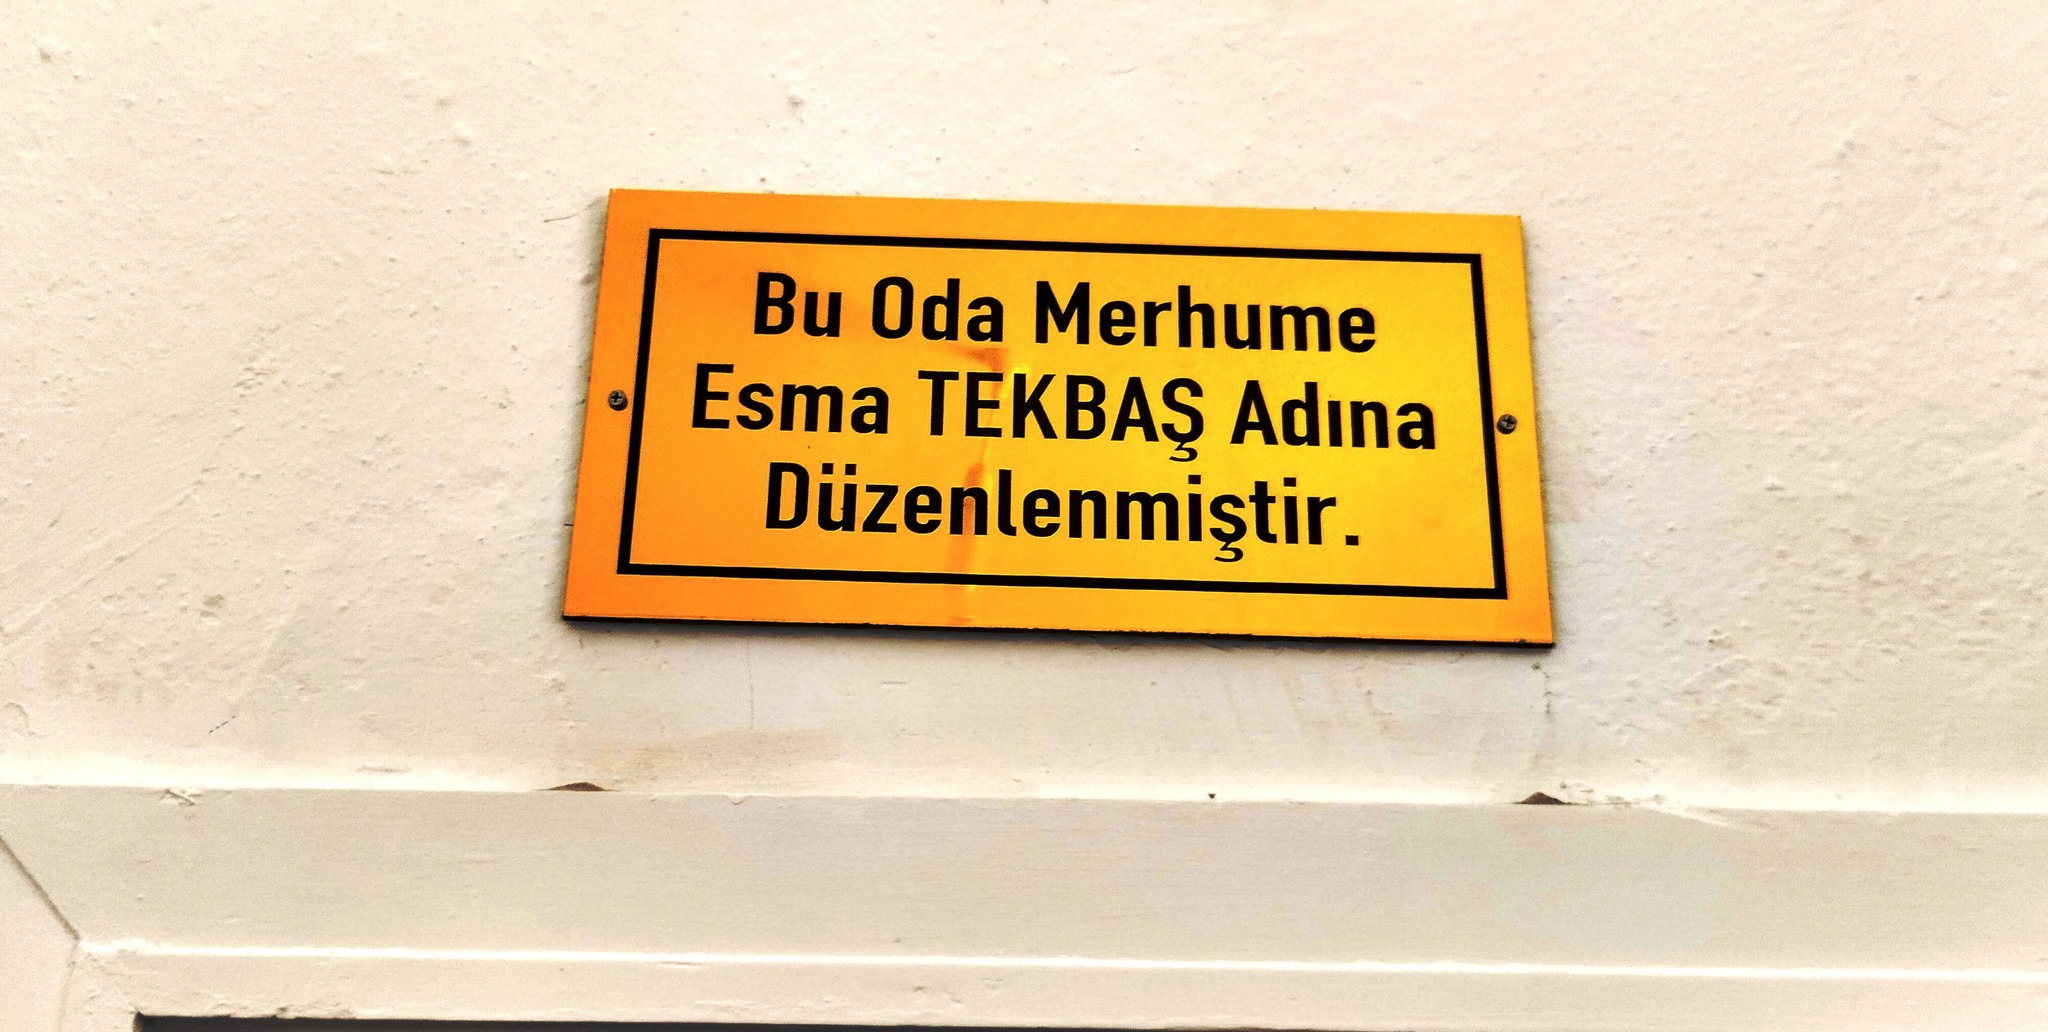 Bu Oda Merhume
Esma TEKBAŞ Adına
Düzenlenmiştir.